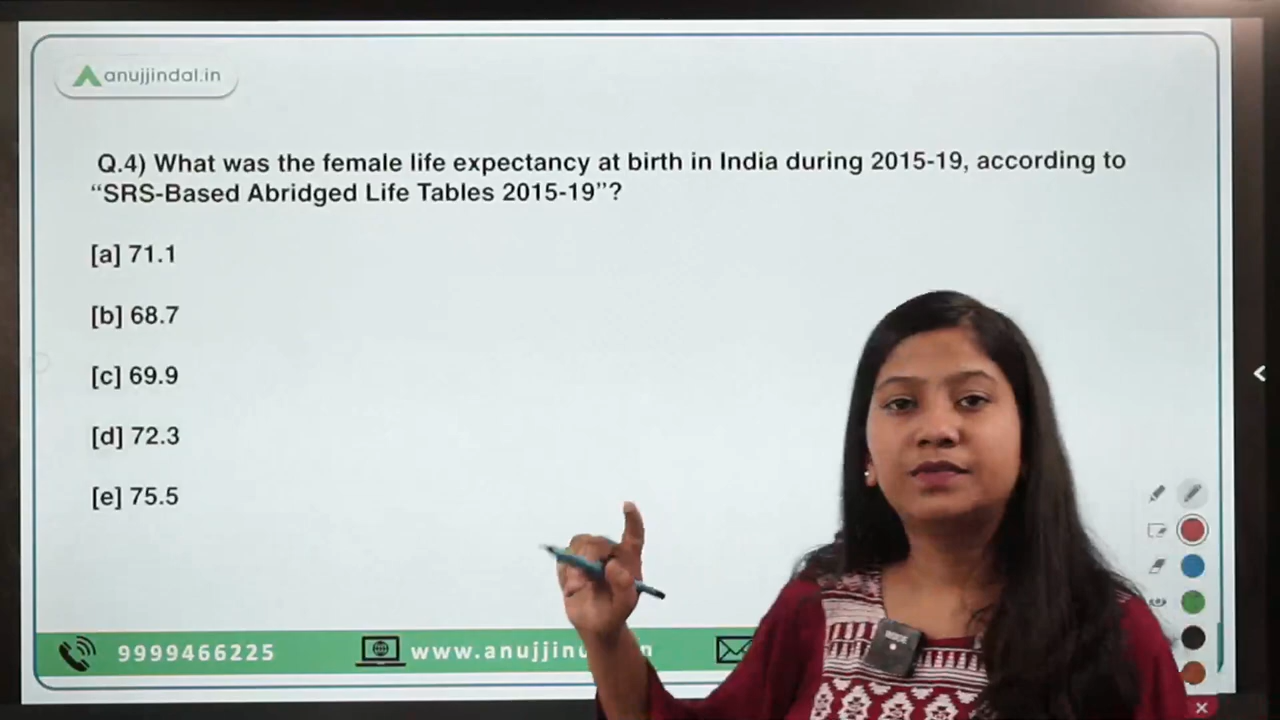 anujjindal.in
Q.4) What was the female life expectancy at birth in India during 2015-19, according to
“SRS-Based Abridged Life Tables 2015-19”?
[a] 71.1
[b] 68.7
[c] 69.9
[d] 72.3
[e] 75.5
9999466225